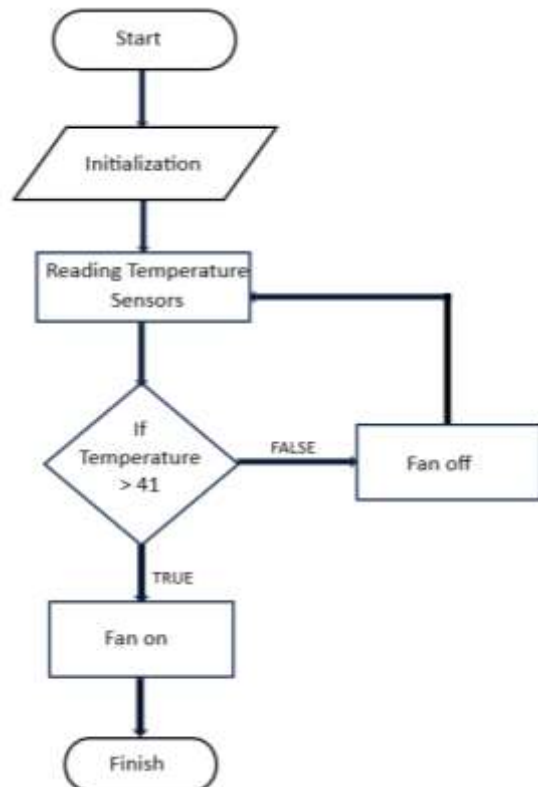 Start
Initialization
Reading Temperature
Sensors
If
Temperature
> 41
FALSE
Fan off
TRUE
Fan on
Finish